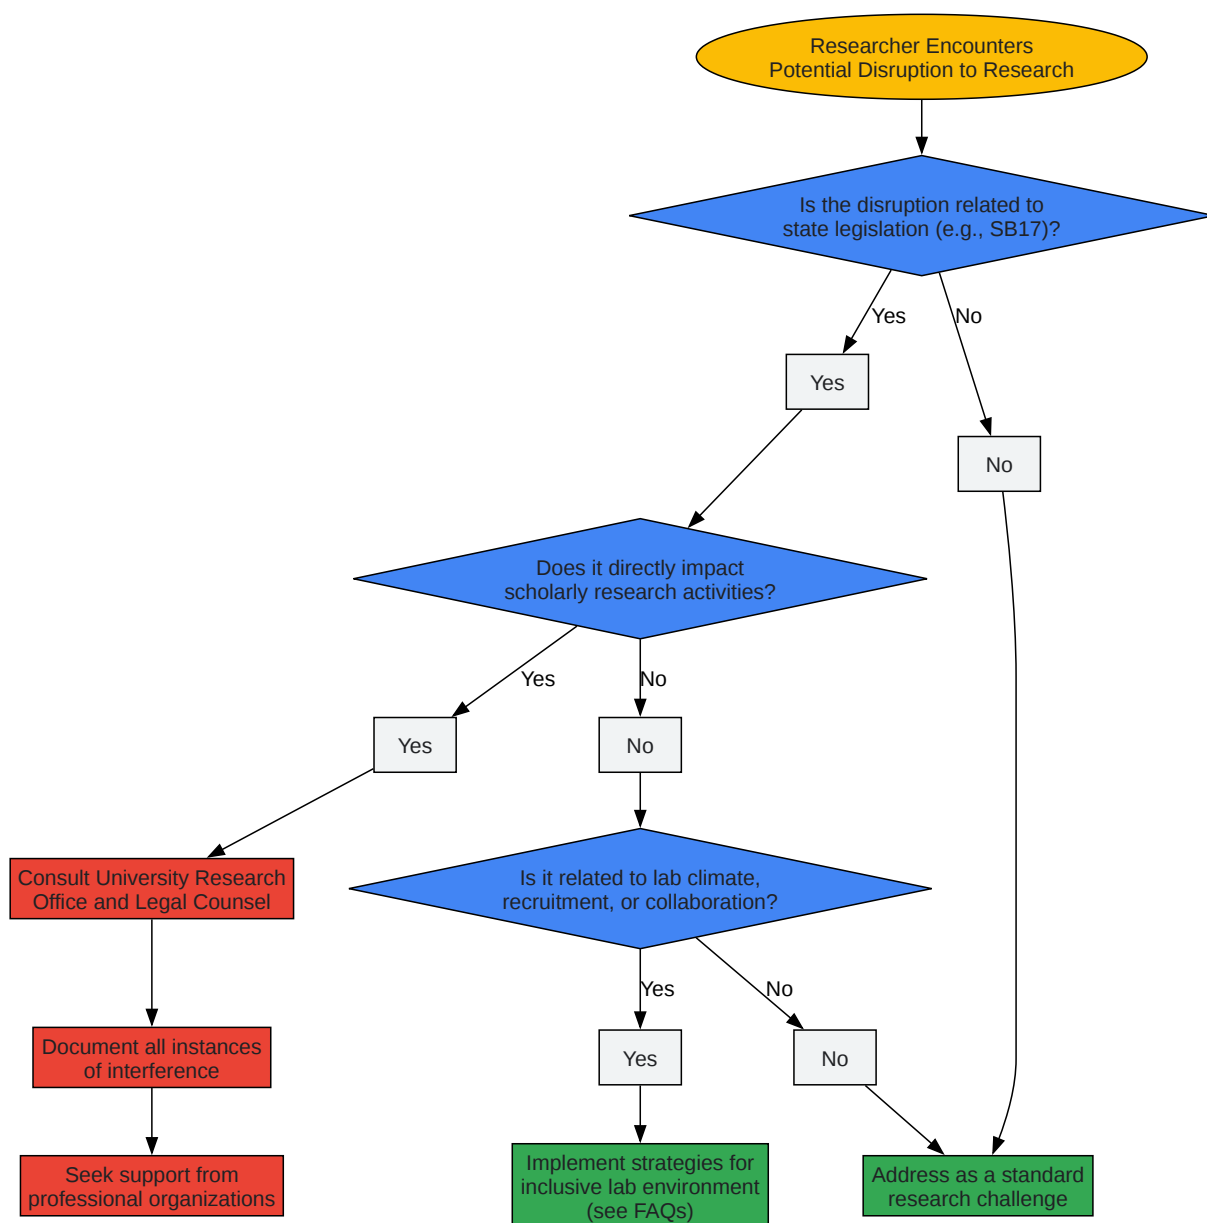 Researcher Encounters
Potential Disruption to Research
Is the disruption related to
state legislation (e.g., SB17)?
Yes
No
Yes
No
Does it directly impact
scholarly research activities?
Yes
No
Yes
No
Consult University Research
Office and Legal Counsel
Is it related to lab climate,
recruitment, or collaboration?
Yes
No
Document all instances
of interference
Yes
No
Seek support from
professional organizations
Implement strategies for
inclusive lab environment
(see FAQs)
Address as a standard
research challenge